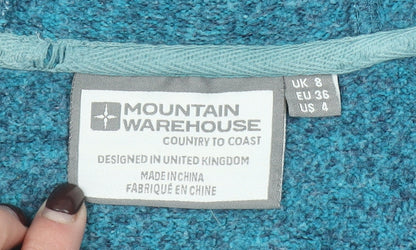 MOUNTAIN
WAREHOUSE
COUNTRY TO COAST
DESIGNED IN UNITED KINGDOM
MADE IN CHINA
FABRIQUÉ EN CHINE
UK 8
EU 36
US 4